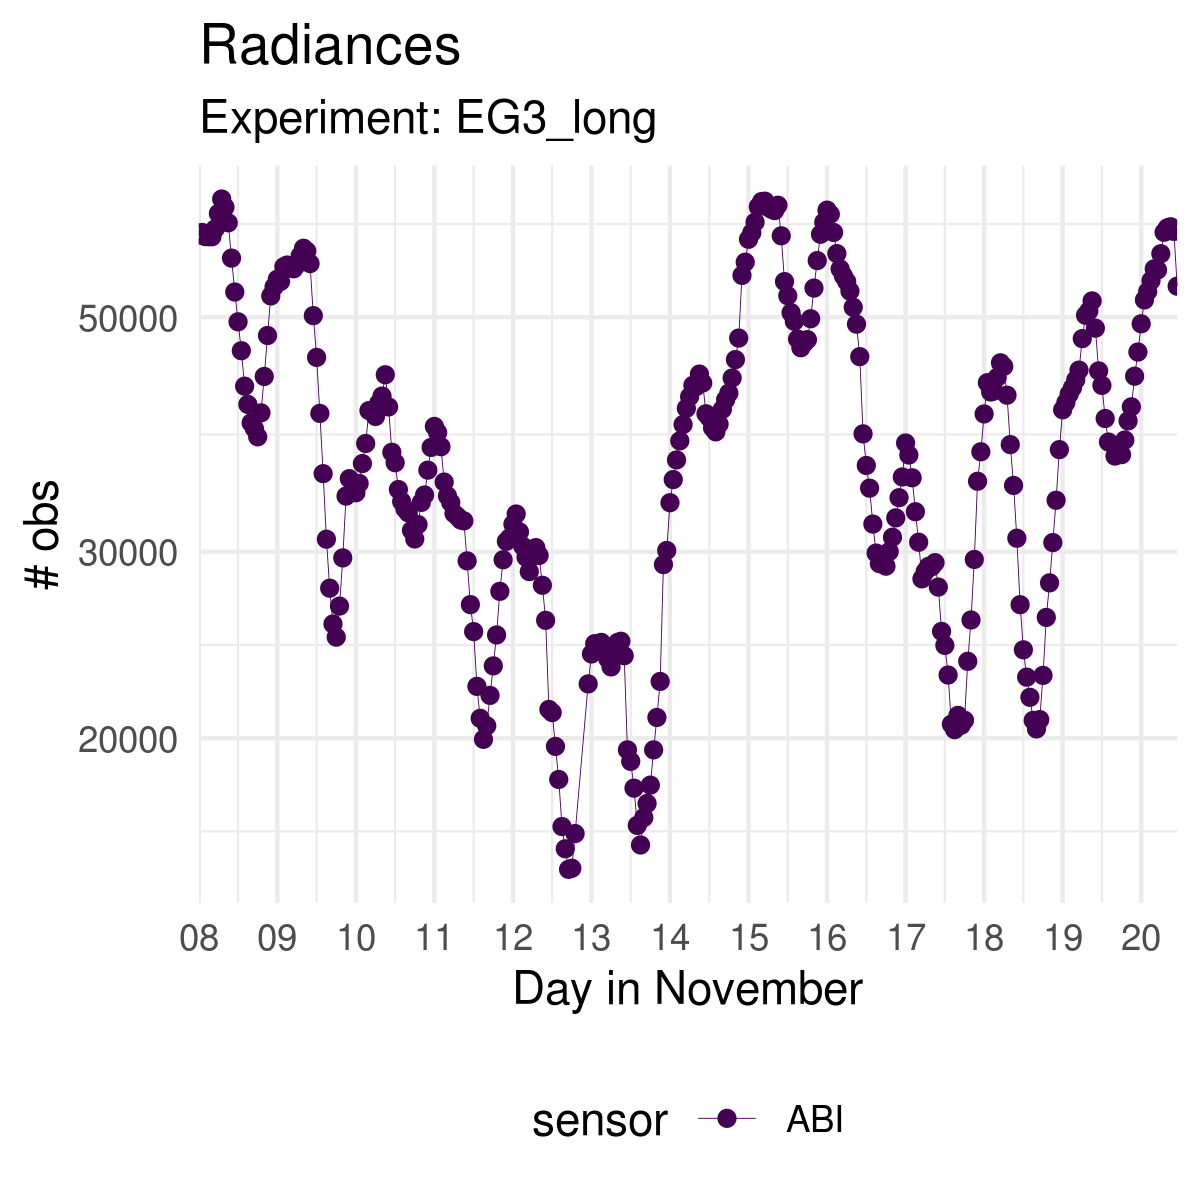 Radiances
Experiment: EG3_long
# obs
50000
30000
20000
08 09 10 11 12 13 14 15 16 17 18 19 20
Day in November
sensor ABI